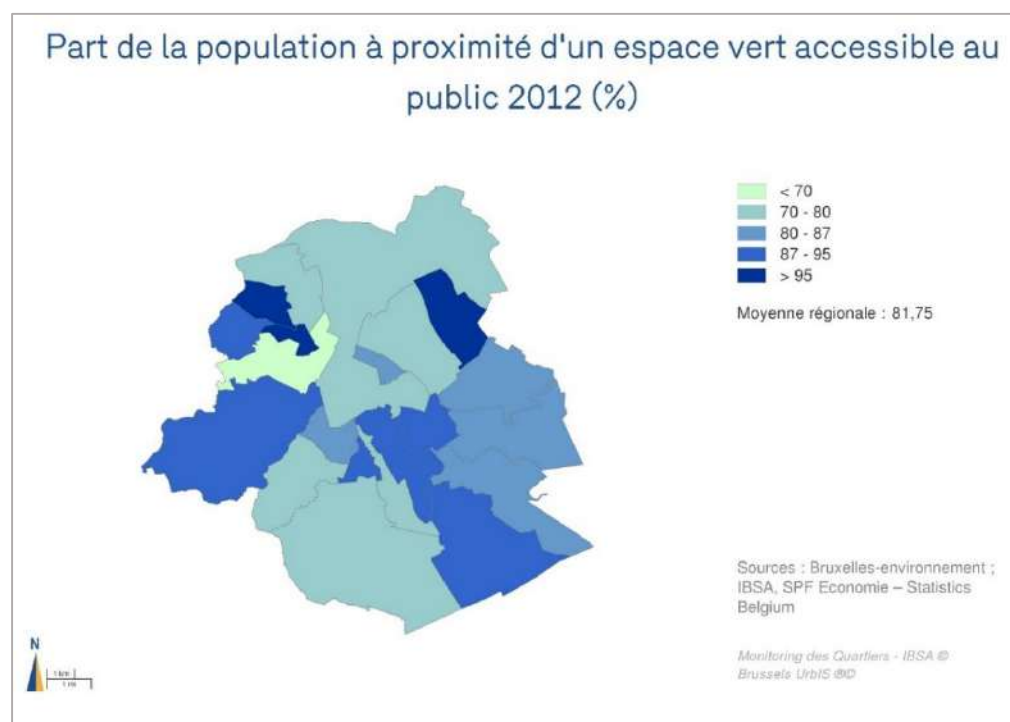 Part de la population à proximité d'un espace vert accessible au
public 2012 (%)
< 70
70 - 80
80 - 87
87 - 95
> 95
Moyenne régionale : 81,75
Sources : Bruxelles-environnement ;
IBSA, SPF Economie – Statistics
Belgium
Monitoring des Quartiers - IBSA ©
Brussels UrbIS ®©
N
1 km